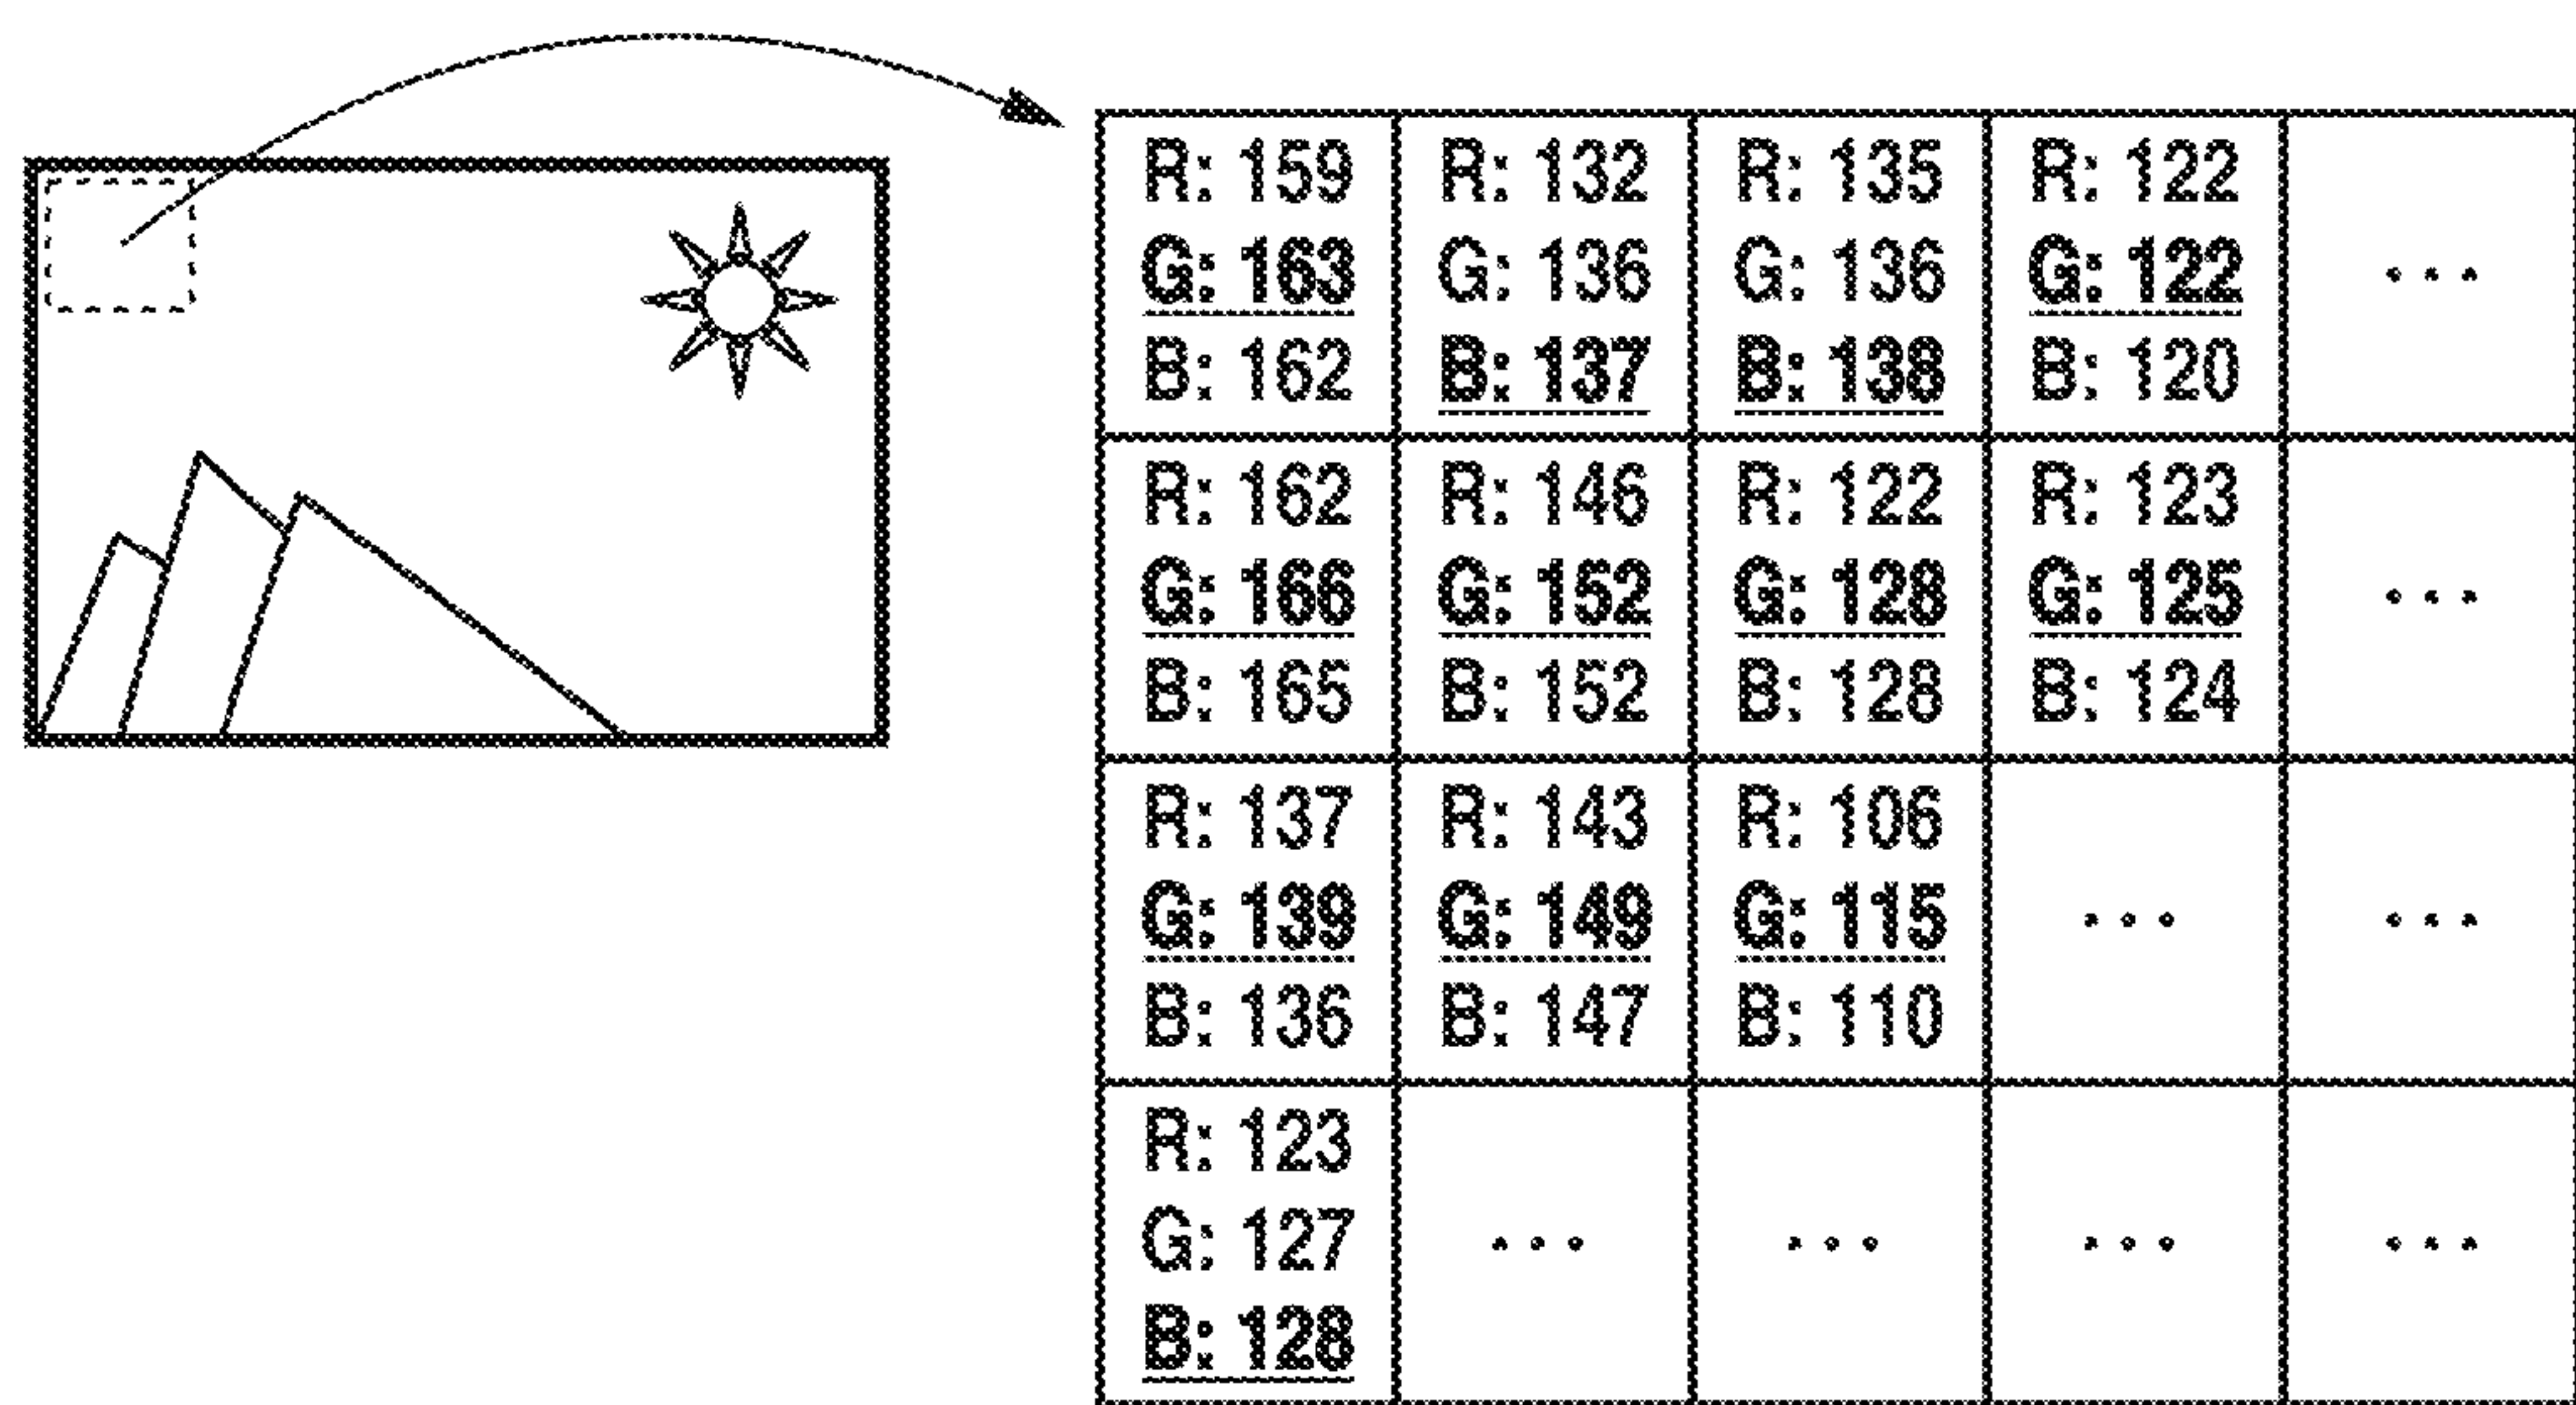 R: 159 R: 132 R: 135 R: 122
G: 163 G: 136 G: 136 G: 122 ...
B: 162 B: 137 B: 138 B: 120
R: 162 R: 146 R: 122 R: 123
G: 166 G: 152 G: 128 G: 125 ...
B: 165 B: 152 B: 128 B: 124
R: 137 R: 143 R: 106
G: 139 G: 149 G: 115 ... ...
B: 136 B: 147 B: 110
R: 123
G: 127 ... ... ... ...
B: 128